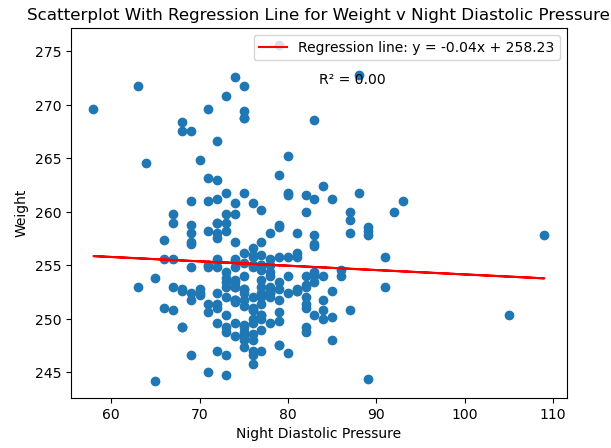 Scatterplot With Regression Line for Weight v Night Diastolic Pressure
Regression line: y = -0.04x + 258.23
R² = 0.00
275
270
265
260
255
250
245
Weight
60 70 80 90 100 110
Night Diastolic Pressure